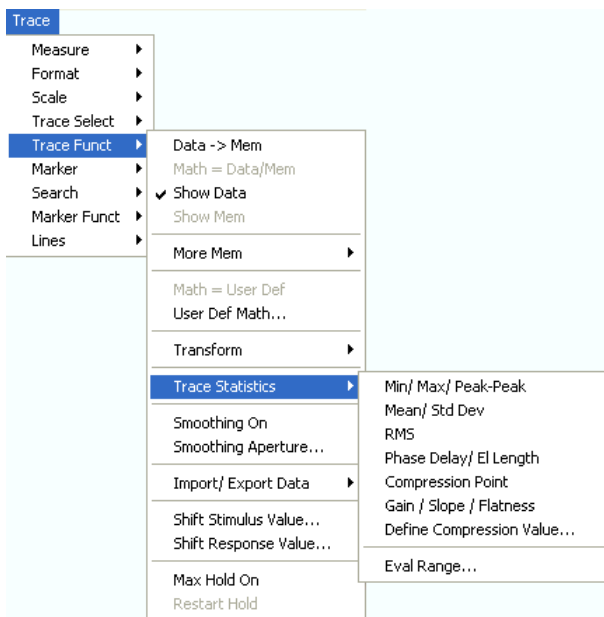 Trace
Measure
Format
Scale
Trace Select
Trace Funct
Marker
Search
Marker Funct
Lines
Data -> Mem
Math = Data/Mem
Show Data
Show Mem
More Mem
Math = User Def
User Def Math...
Transform
Trace Statistics
Smoothing On
Smoothing Aperture...
Import/ Export Data
Shift Stimulus Value...
Shift Response Value...
Max Hold On
Restart Hold
Min/ Max/ Peak-Peak
Mean/ Std Dev
RMS
Phase Delay/ El Length
Compression Point
Gain / Slope / Flatness
Define Compression Value...
Eval Range...